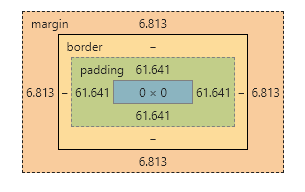 margin 6.813
border –
padding 61.641
6.813 – 61.641 0 × 0 61.641 – 6.813
61.641
–
6.813